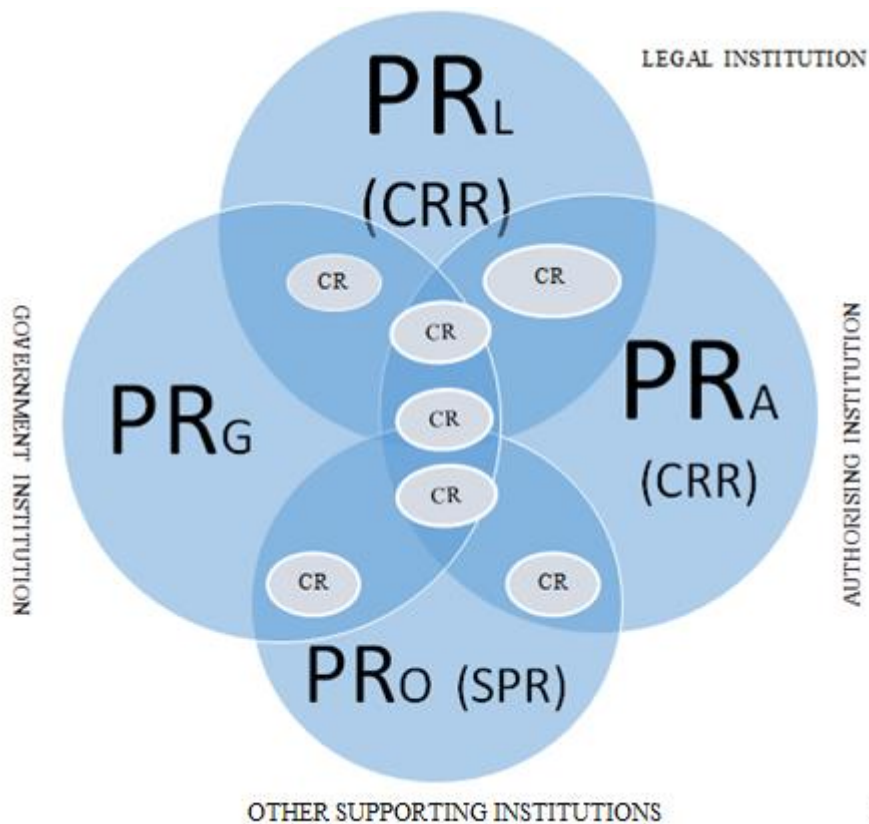 PRL
LEGAL INSTITUTION
(CRR)
CR
CR
CR
GOVERNMENT INSTITUTION
PRG
CR
PRA
(CRR)
AUTHORISING INSTITUTION
CR
CR
CR
PRO (SPR)
OTHER SUPPORTING INSTITUTIONS